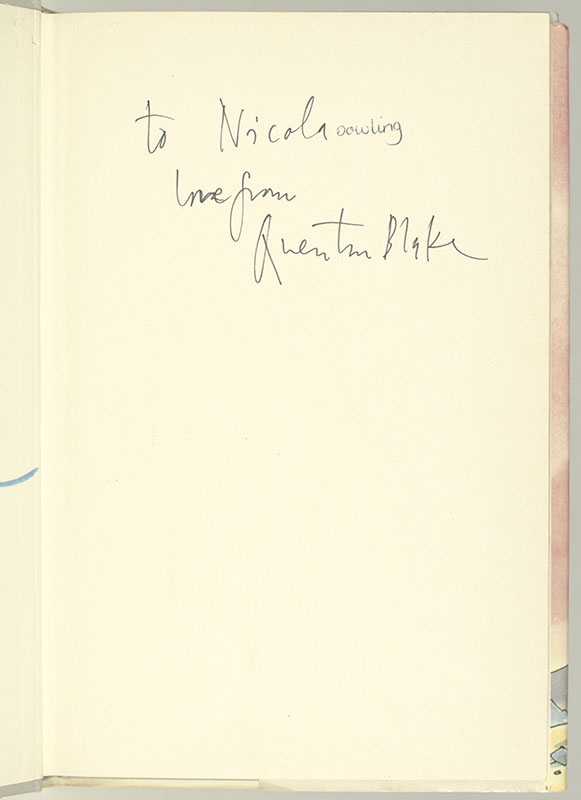 to Nicola Dowling
love from
Quentin Blake